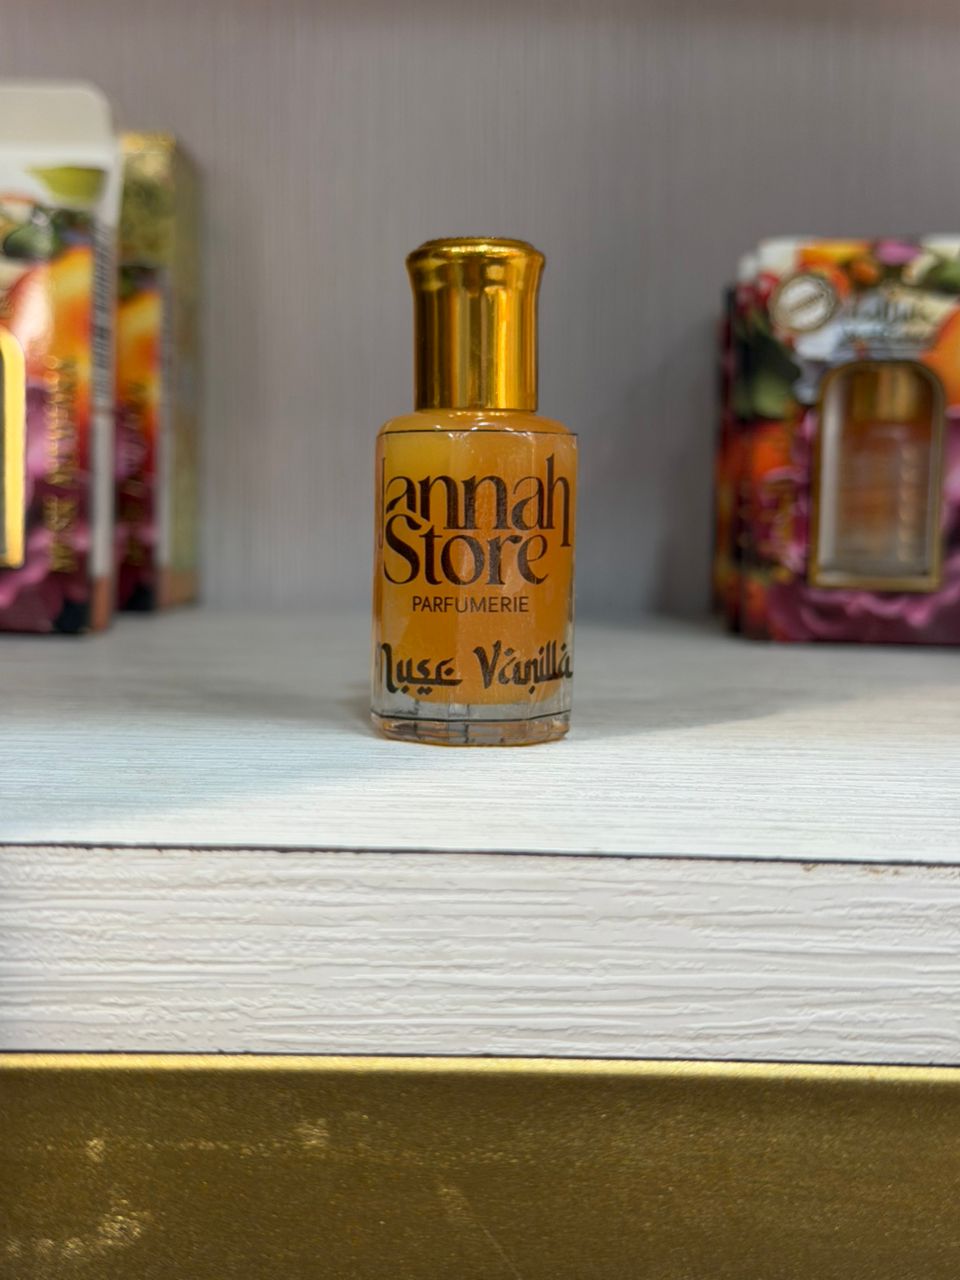 Jannah
Store
PARFUMERIE
Musc Vanilla